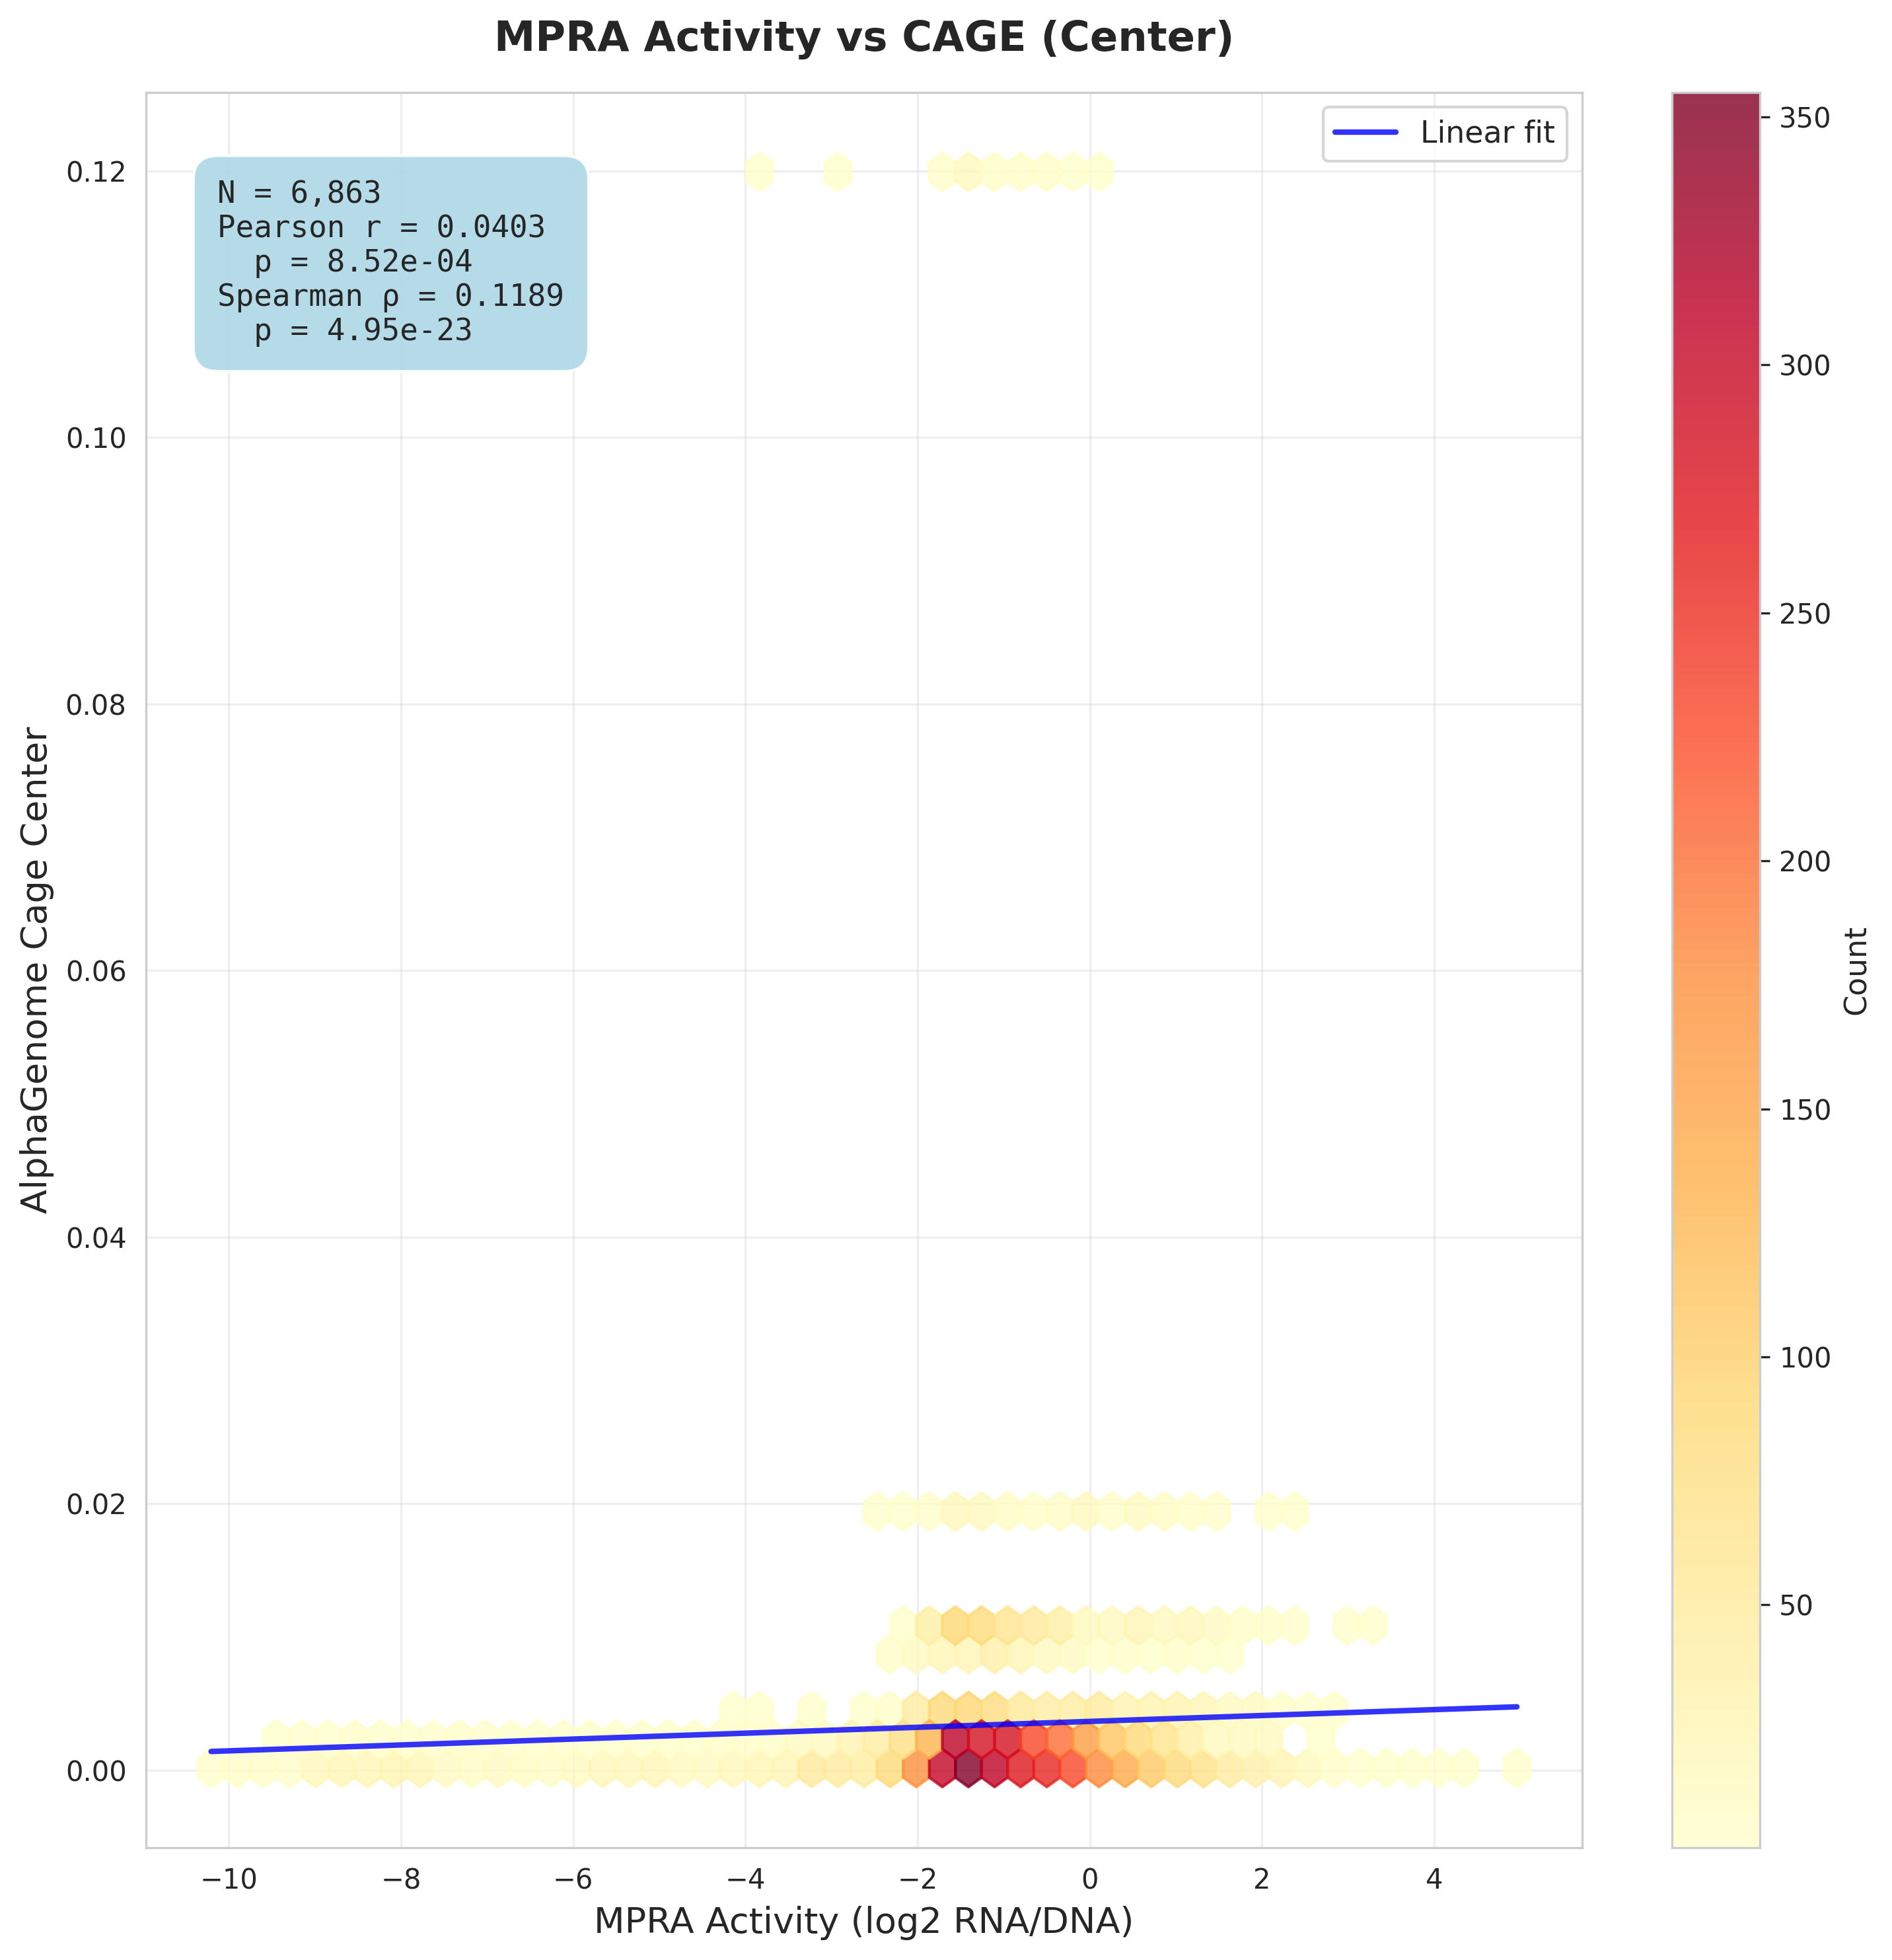 MPRA Activity vs CAGE (Center)
Linear fit
N = 6,863
Pearson r = 0.0403
p = 8.52e-04
Spearman ρ = 0.1189
p = 4.95e-23
AlphaGenome Cage Center
0.12
0.10
0.08
0.06
0.04
0.02
0.00
−10
−8
−6
−4
−2
0
2
4
MPRA Activity (log2 RNA/DNA)
350
300
250
200
150
100
50
Count